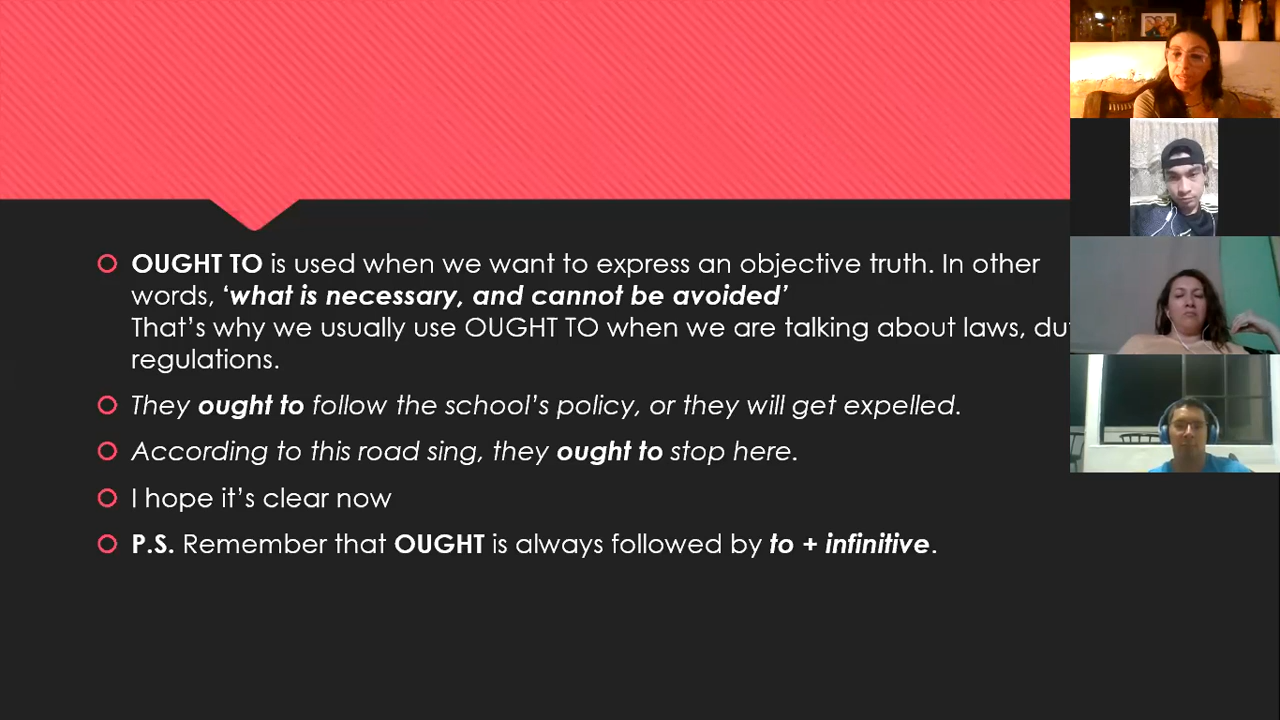 OUGHT TO is used when we want to express an objective truth. In other
words, ‘what is necessary, and cannot be avoided’
That’s why we usually use OUGHT TO when we are talking about laws,
regulations.
They ought to follow the school’s policy, or they will get expelled.
According to this road sing, they ought to stop here.
I hope it’s clear now
P.S. Remember that OUGHT is always followed by to + infinitive.